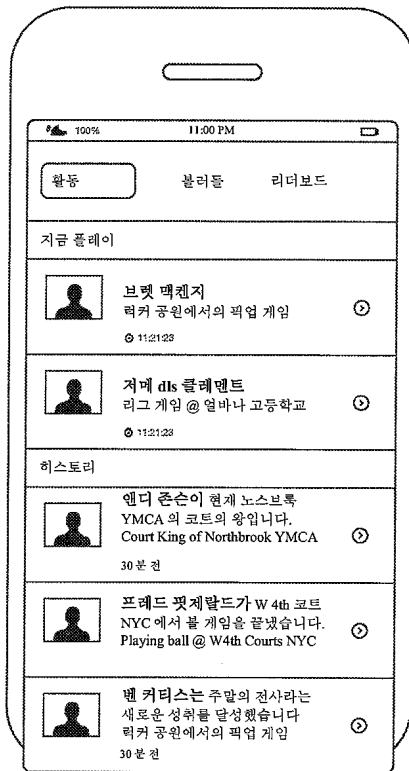 100% 11:00 PM
활동 볼러들 리더보드
지금 플레이
브렛 맥켄지
럭커 공원에서의 픽업 게임
11:21:23
저메 dls 클레멘트
리그 게임 @ 얼바나 고등학교
11:21:23
히스토리
앤디 존슨이 현재 노스브룩
YMCA 의 코트의 왕입니다.
Court King of Northbrook YMCA
30 분 전
프레드 핏제랄드가 W 4th 코트
NYC 에서 볼 게임을 끝냈습니다.
Playing ball @ W4th Courts NYC
벤 커티스는 주말의 전사라는
새로운 성취를 달성했습니다
럭커 공원에서의 픽업 게임
30 분 전